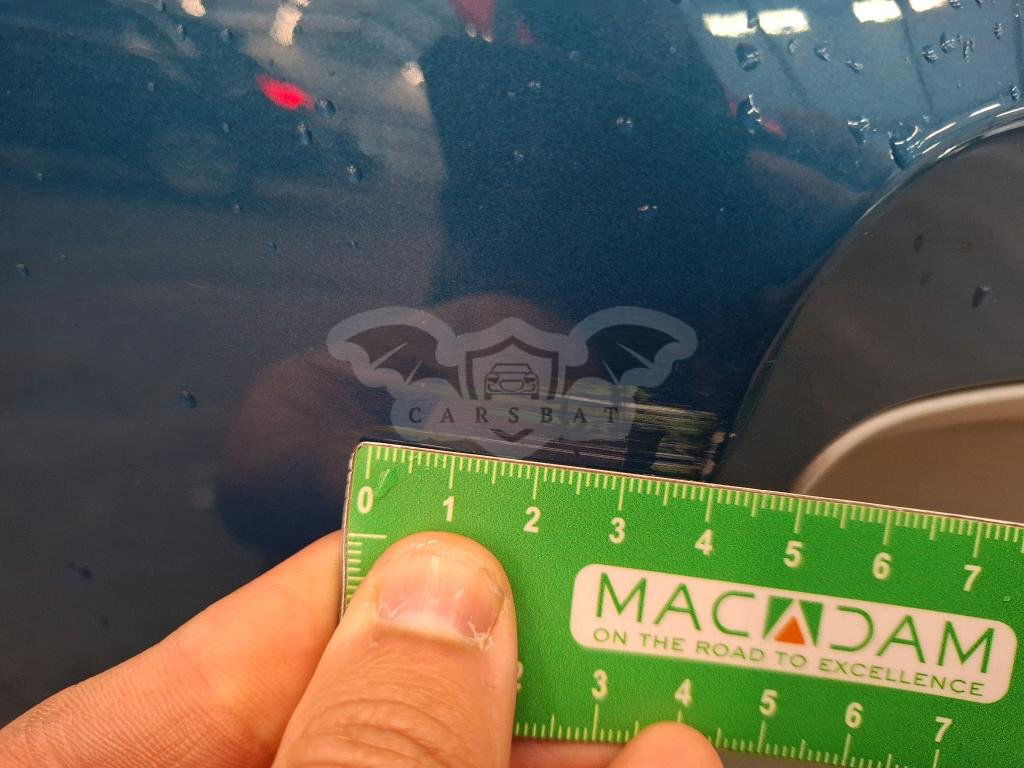 CARSBAT
0 1 2 3 4 5 6 7
MACADAM
ON THE ROAD TO EXCELLENCE
2 3 4 5 6 7